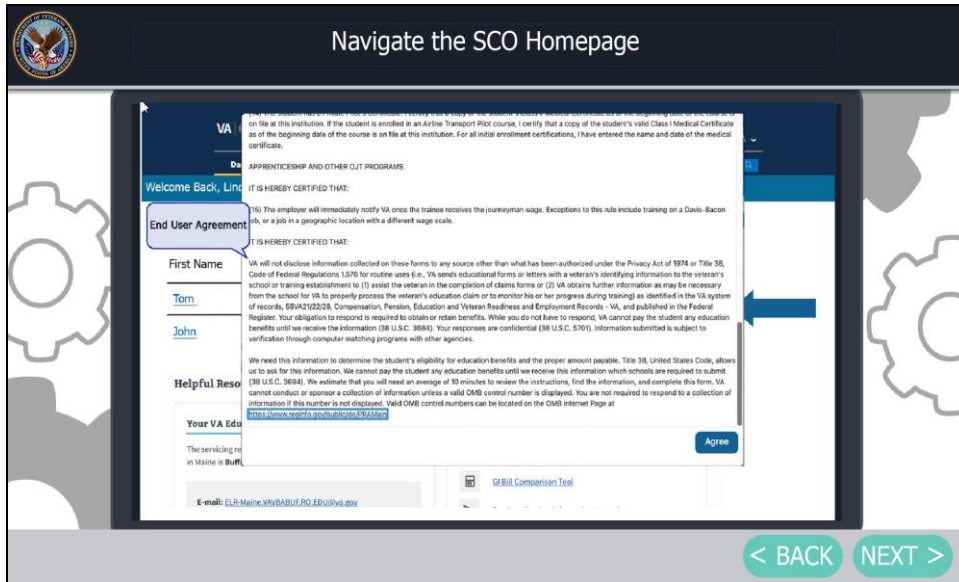 Navigate the SCO Homepage
VA
on file at this institution. If the student is enrolled in an Airline Transport Pilot course, I certify that a copy of the student's valid Class I Medical Certificate
as of the beginning date of the course is on file at this institution. For all initial enrollment certifications, I have entered the name and date of the medical
certificate.
Da
APPRENTICESHIP AND OTHER OJT PROGRAMS
Welcome Back, Lind
IT IS HEREBY CERTIFIED THAT:
(15) The employer will immediately notify VA once the trainee receives the journeyman wage. Exceptions to this rule include training on a Davis-Bacon
job, or a job in a geographic location with a different wage scale.
End User Agreement
IT IS HEREBY CERTIFIED THAT:
First Name
Tom
John
VA will not disclose information collected on these forms to any source other than what has been authorized under the Privacy Act of 1974 or Title 38,
Code of Federal Regulations 1.576 for routine uses (i.e., VA sends educational forms or letters with a veteran's identifying information to the veteran's
school or training establishment to (1) assist the veteran in the completion of claims forms or (2) VA obtains further information as may be necessary
from the school for VA to properly process the veteran's education claim or to monitor his or her progress during training) as identified in the VA system
of records, 58VA21/22/28, Compensation, Pension, Education and Veteran Readiness and Employment Records - VA, and published in the Federal
Register. Your obligation to respond is required to obtain or retain benefits. While you do not have to respond, VA cannot pay the student any education
benefits until we receive the information (38 U.S.C. 3684). Your responses are confidential (38 U.S.C. 5701). Information submitted is subject to
verification through computer matching programs with other agencies.
We need this information to determine the student's eligibility for education benefits and the proper amount payable. Title 38, United States Code, allows
us to ask for this information. We cannot pay the student any education benefits until we receive this information which schools are required to submit
(38 U.S.C. 3684). We estimate that you will need an average of 10 minutes to review the instructions, find the information, and complete this form. VA
cannot conduct or sponsor a collection of information unless a valid OMB control number is displayed. You are not required to respond to a collection of
information if this number is not displayed. Valid OMB control numbers can be located on the OMB Internet Page at
https://www.reginfo.gov/public/do/PRAMain
Agree
Helpful Reso
Your VA Edu
The servicing re
in Maine is Buff
E-mail: ELR-Maine.VAVBABUF.RO.EDU@va.gov
GI Bill Comparison Tool
< BACK
NEXT >